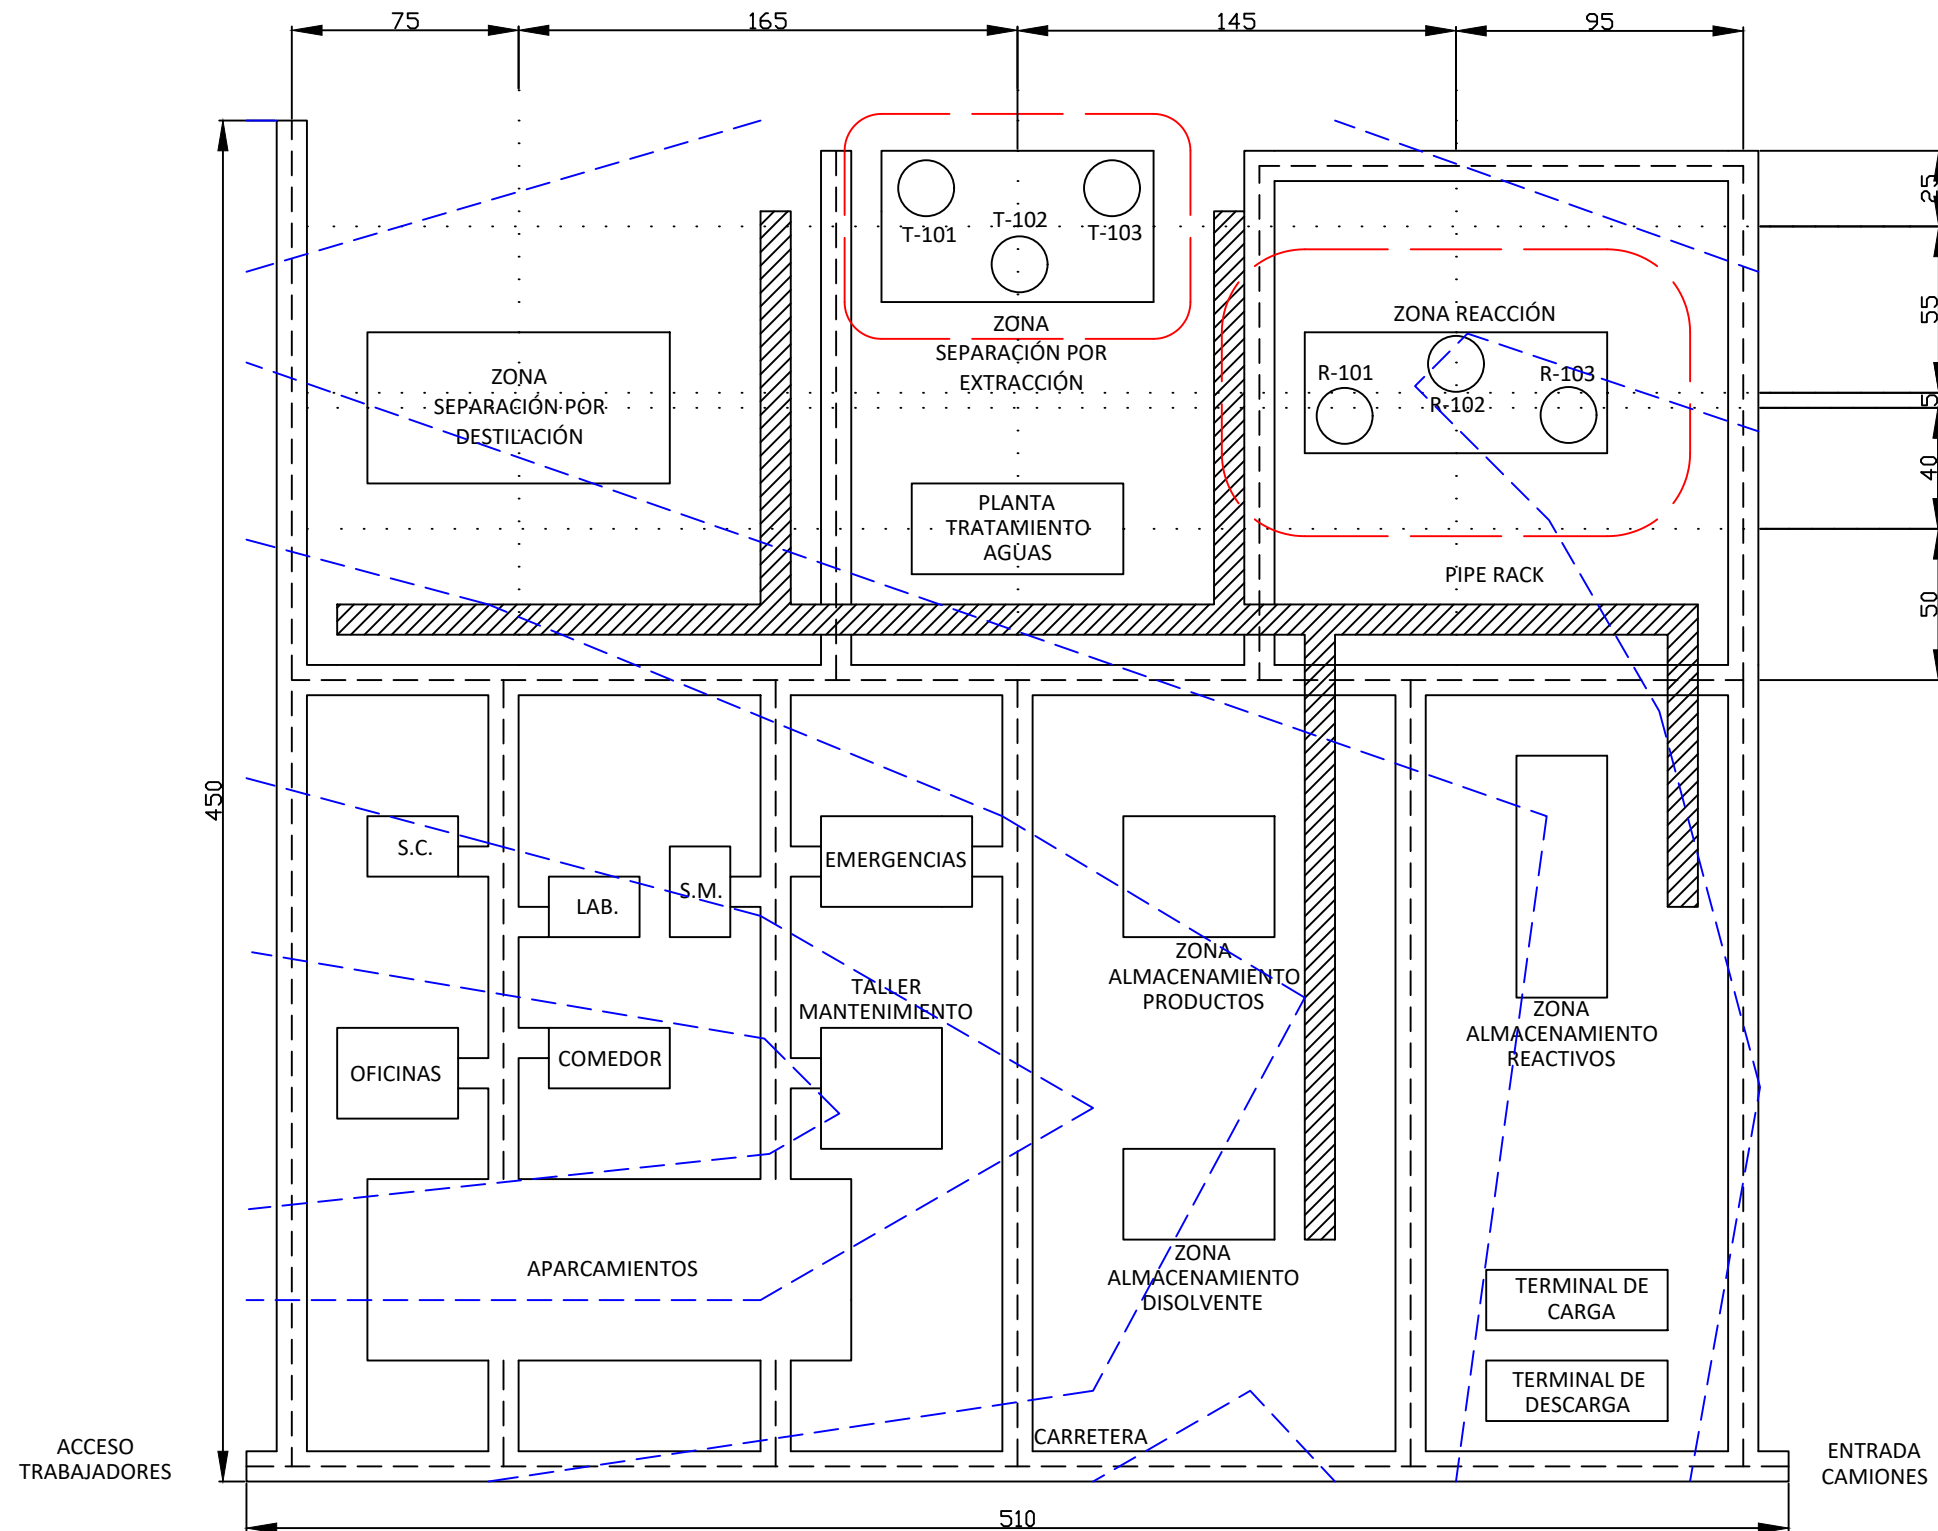 75
165
145
95
25
55
5
40
50
450
510
T-101
T-102
T-103
ZONA
SEPARACIÓN POR
EXTRACCIÓN
ZONA REACCIÓN
R-101
R-102
R-103
ZONA
SEPARACIÓN POR
DESTILACIÓN
PLANTA
TRATAMIENTO
AGUAS
PIPE RACK
S.C.
LAB.
S.M.
EMERGENCIAS
ZONA
ALMACENAMIENTO
PRODUCTOS
TALLER
MANTENIMIENTO
ZONA
ALMACENAMIENTO
REACTIVOS
OFICINAS
COMEDOR
APARCAMIENTOS
ZONA
ALMACENAMIENTO
DISOLVENTE
TERMINAL DE
CARGA
TERMINAL DE
DESCARGA
CARRETERA
ACCESO
TRABAJADORES
ENTRADA
CAMIONES